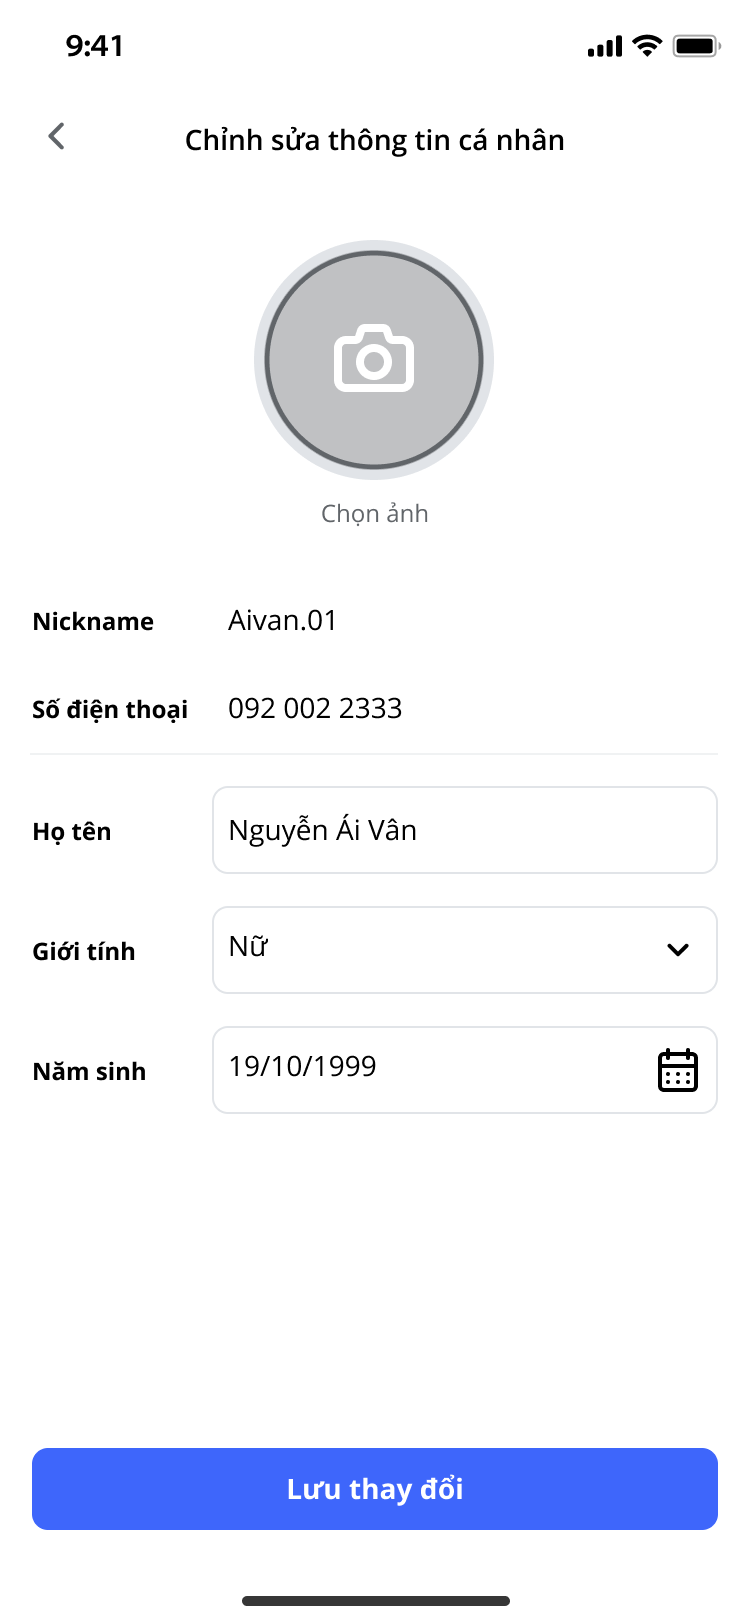 9:41
Chỉnh sửa thông tin cá nhân
Chọn ảnh
Nickname Aivan.01
Số điện thoại 092 002 2333
Họ tên Nguyễn Ái Vân
Giới tính Nữ
Năm sinh 19/10/1999
Lưu thay đổi